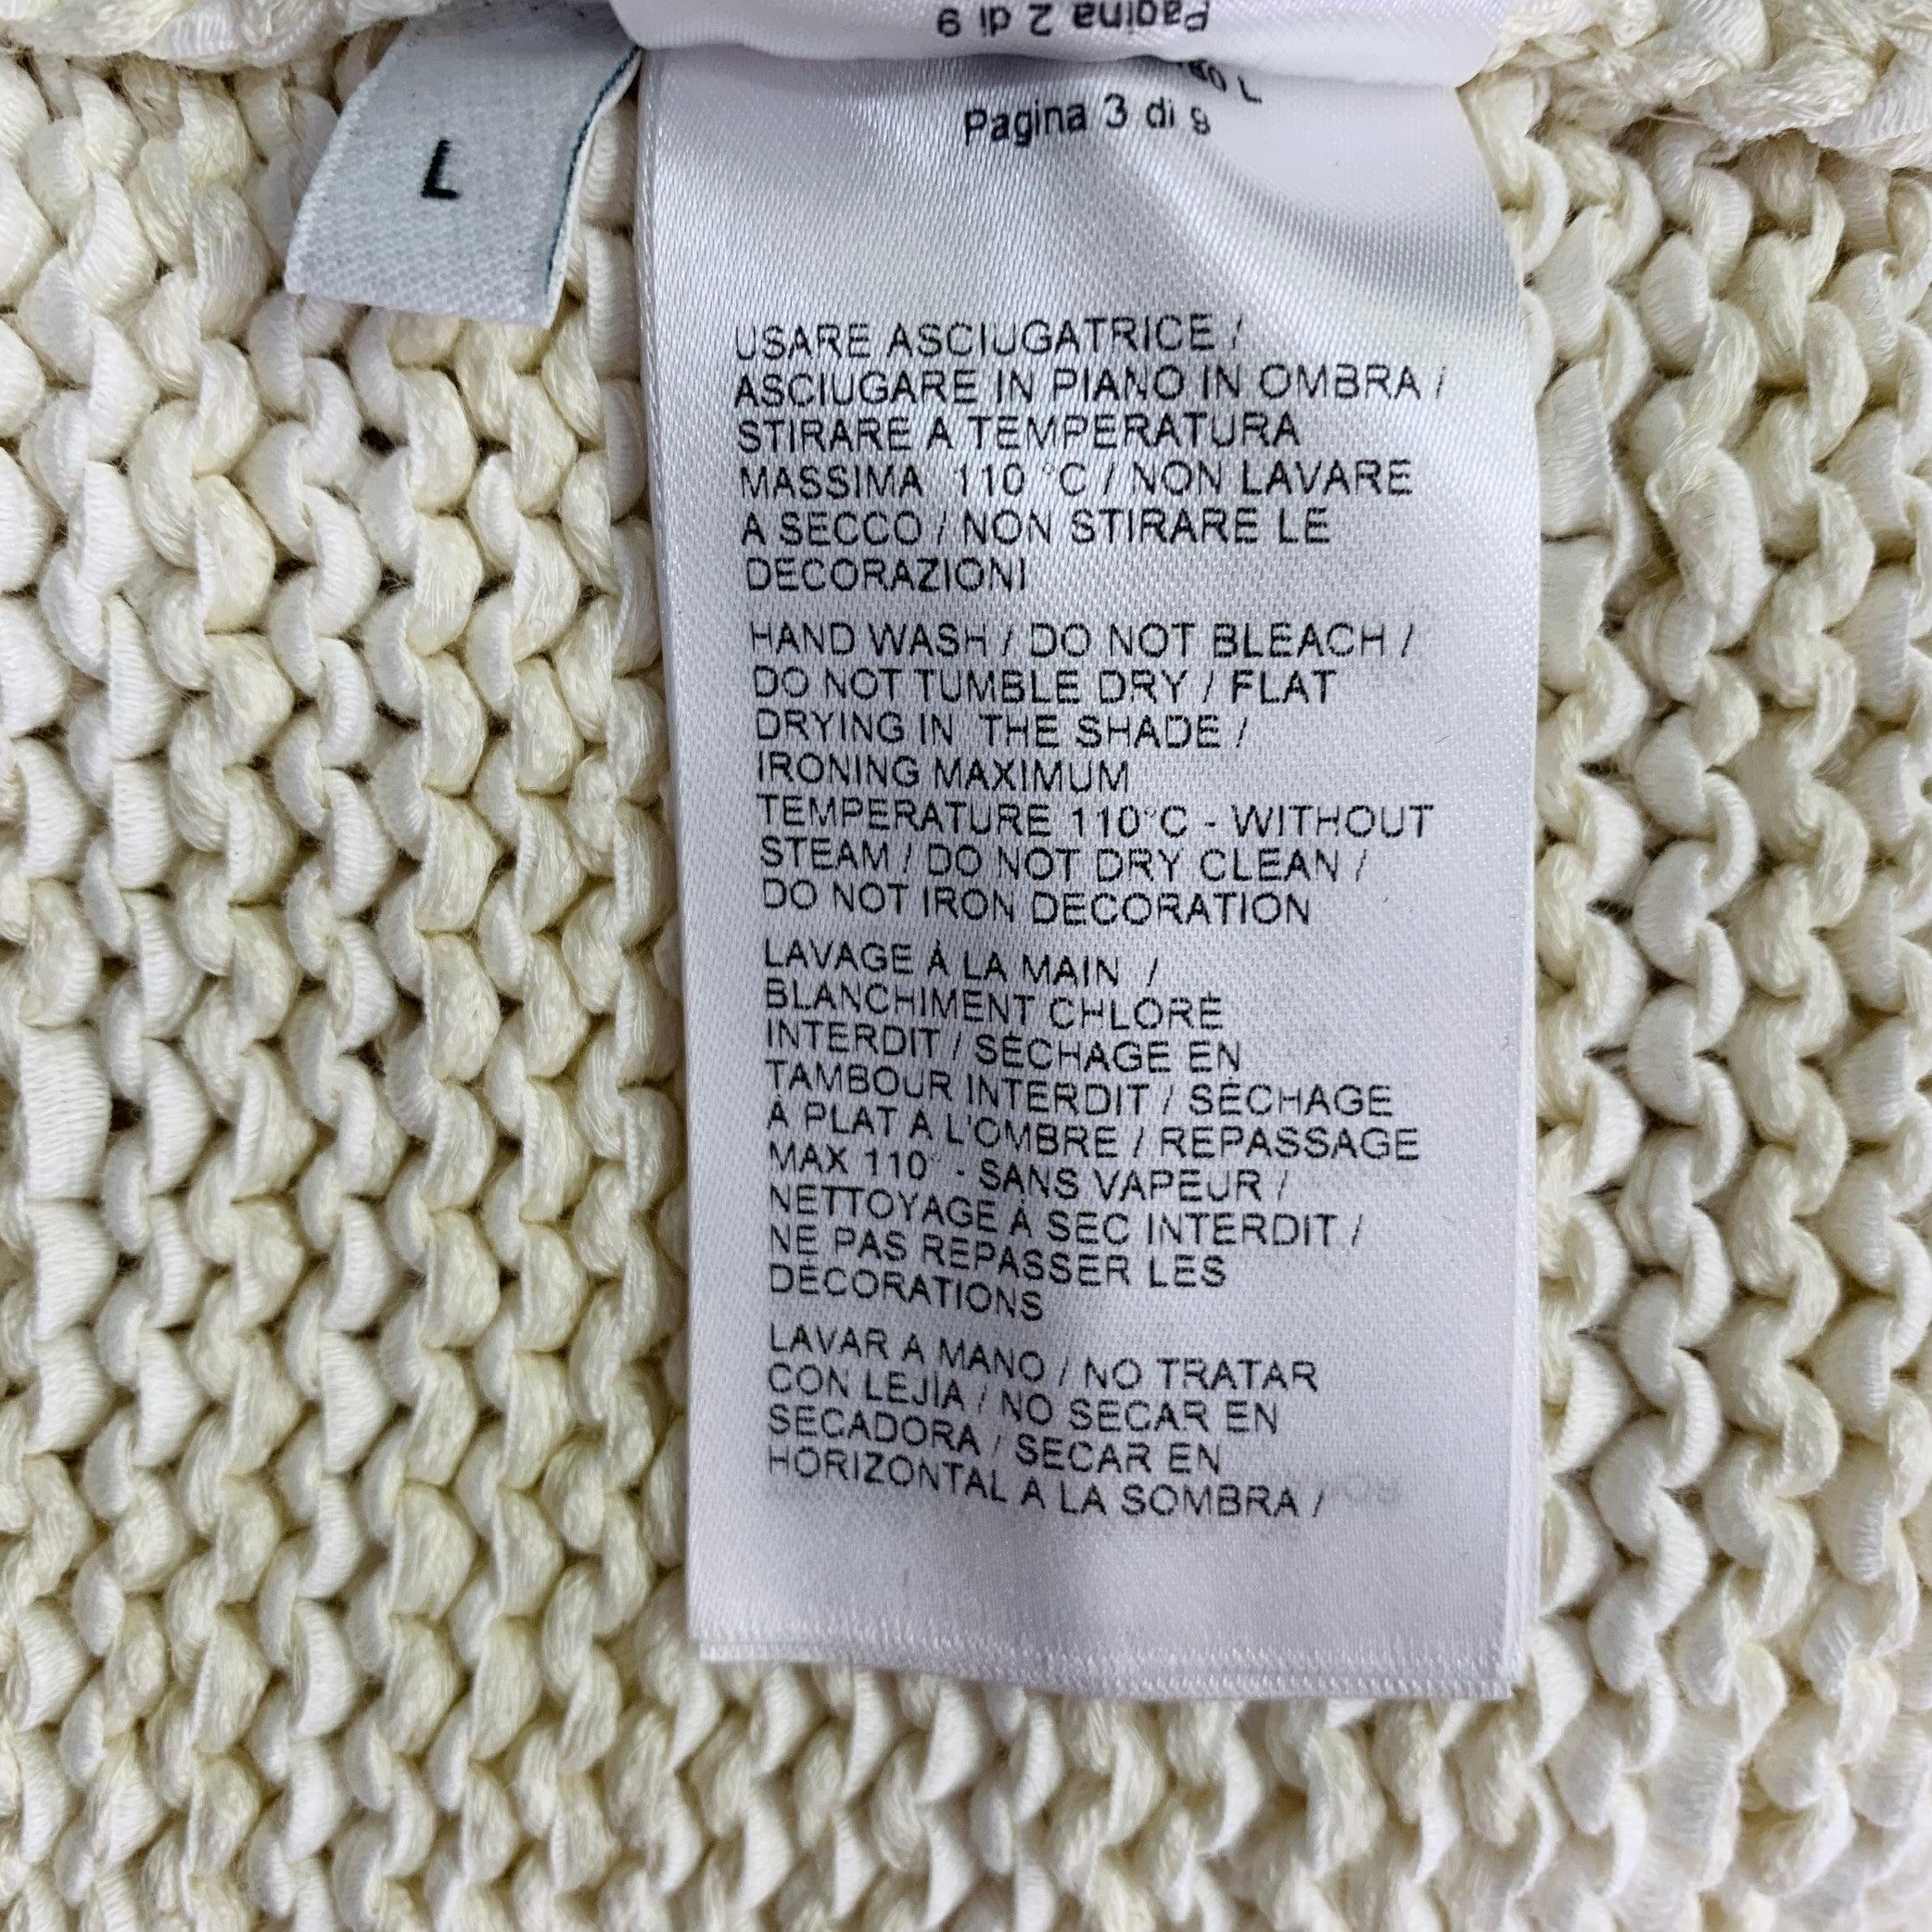 Pagina 2 di 9
L
L
Pagina 3 di 9
USARE ASCIUGATRICE /
ASCIUGARE IN PIANO IN OMBRA /
STIRARE A TEMPERATURA
MASSIMA 110 °C / NON LAVARE
A SECCO / NON STIRARE LE
DECORAZIONI
HAND WASH / DO NOT BLEACH /
DO NOT TUMBLE DRY / FLAT
DRYING IN THE SHADE /
IRONING MAXIMUM
TEMPERATURE 110°C - WITHOUT
STEAM / DO NOT DRY CLEAN /
DO NOT IRON DECORATION
LAVAGE À LA MAIN /
BLANCHIMENT CHLORÉ
INTERDIT / SÉCHAGE EN
TAMBOUR INTERDIT / SÉCHAGE
À PLAT A L'OMBRE / REPASSAGE
MAX 110° - SANS VAPEUR /
NETTOYAGE À SEC INTERDIT /
NE PAS REPASSER LES
DÉCORATIONS
LAVAR A MANO / NO TRATAR
CON LEJÍA / NO SECAR EN
SECADORA / SECAR EN
HORIZONTAL A LA SOMBRA /